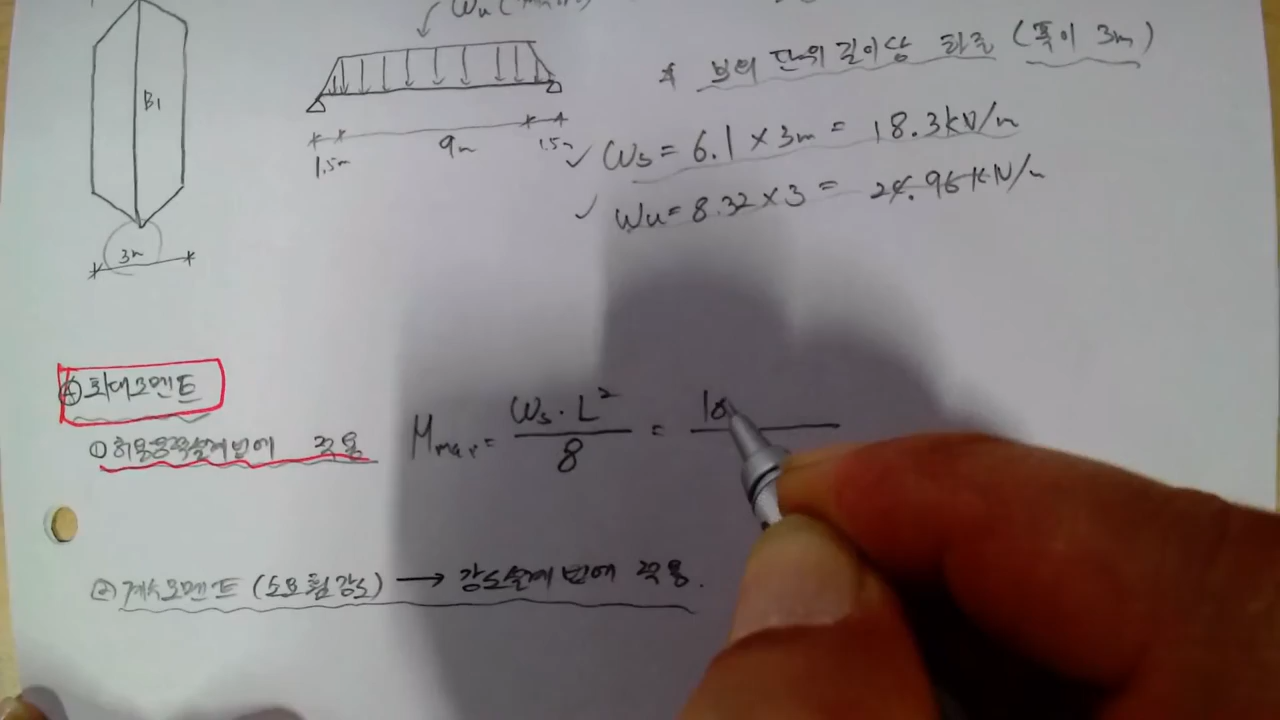 Wu
B1
1.5m 9m 1.5m
3m
* 보의 단위 길이당 하중 (폭이 3m)
✓ Ws = 6.1 × 3m = 18.3kN/m
✓ Wu = 8.32 × 3 = 24.96 KN/m
④ 최대모멘트
① 허용응력설계법에 적용
Mmax = Ws · L² / 8 = 18
② 계수모멘트 (소요휨강도) → 강도설계법에 적용.